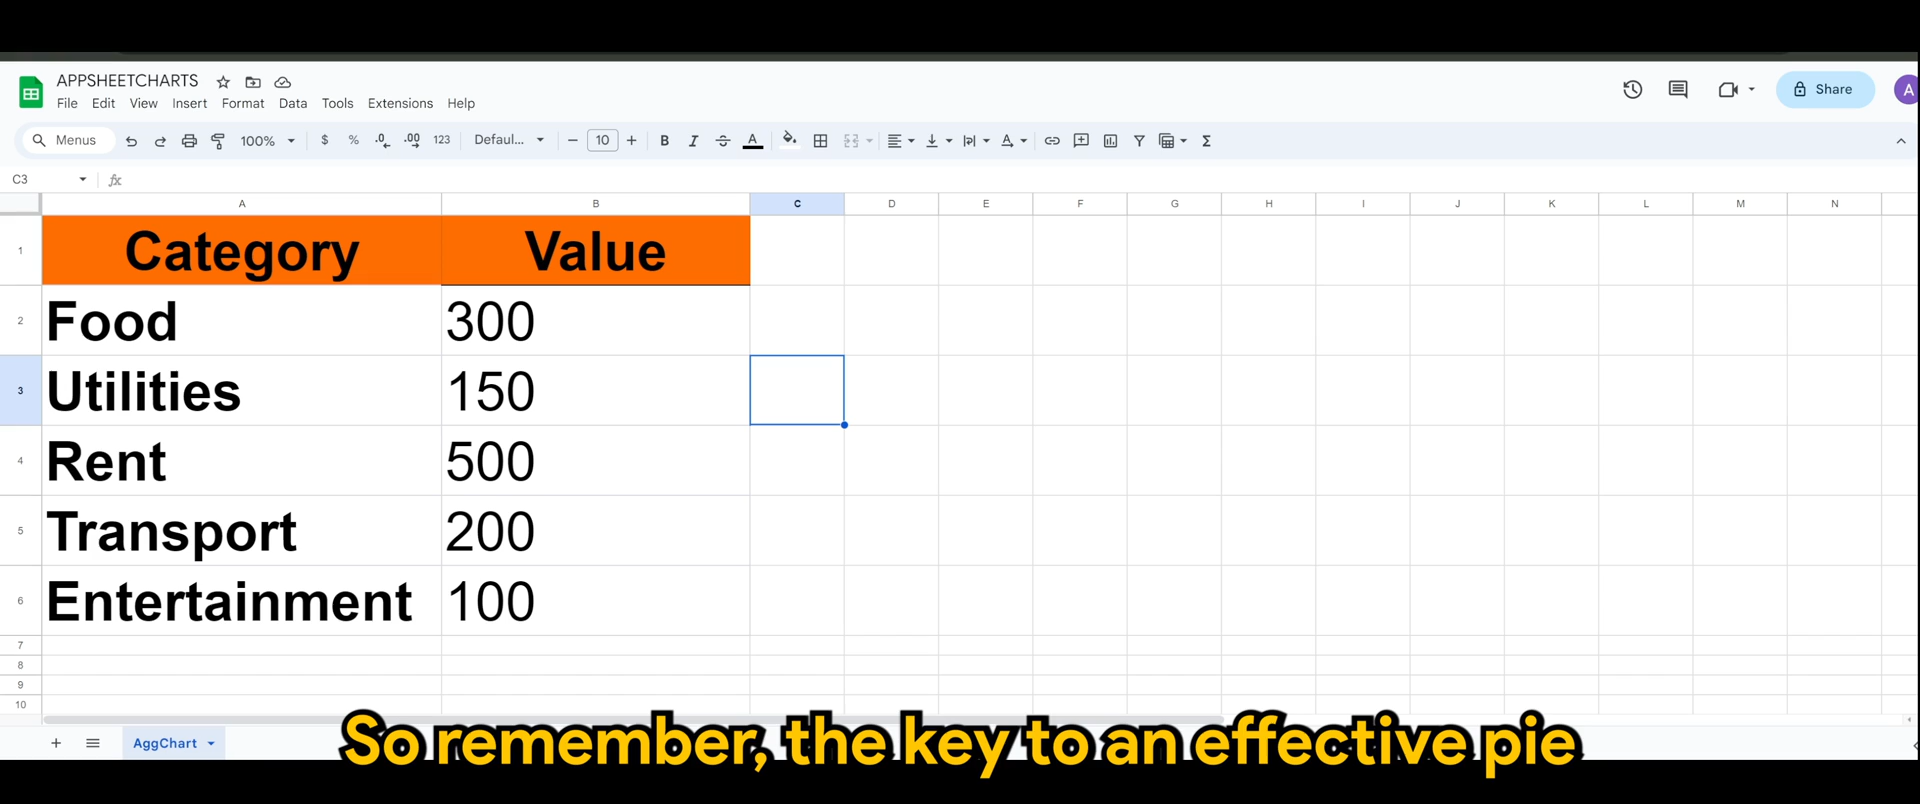 APPSHEETCHARTS
File Edit View Insert Format Data Tools Extensions Help
Share
A
Menus 100% $ % .0 .00 123 Defaul... 10 B I A Σ
C3 fx
A B C D E F G H I J K L M N
1 Category Value
2 Food 300
3 Utilities 150
4 Rent 500
5 Transport 200
6 Entertainment 100
7
8
9
10
AggChart
So remember, the key to an effective pie